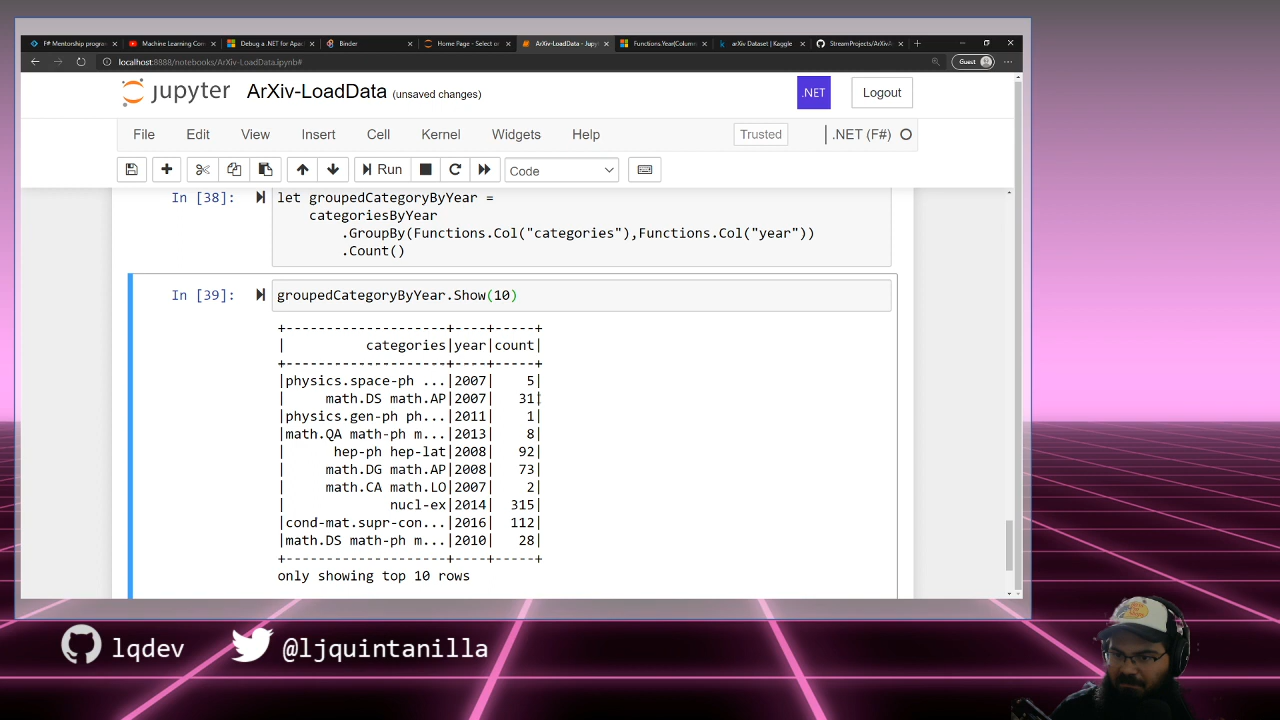 F# Mentorship progra
Machine Learning Con
Debug a .NET for Apac
Binder
Home Page - Select or
ArXiv-LoadData - Jupyt
Functions.Year(Column
arXiv Dataset | Kaggle
StreamProjects/ArXivA
localhost:8888/notebooks/ArXiv-LoadData.ipynb#
Guest
jupyter ArXiv-LoadData (unsaved changes)
.NET
Logout
File Edit View Insert Cell Kernel Widgets Help
Trusted
.NET (F#)
Run
Code
In [38]:
let groupedCategoryByYear =
categoriesByYear
.GroupBy(Functions.Col("categories"),Functions.Col("year"))
.Count()
In [39]:
groupedCategoryByYear.Show(10)
+--------------------+----+-----+
|          categories|year|count|
+--------------------+----+-----+
|physics.space-ph ...|2007|    5|
|     math.DS math.AP|2007|   31|
|physics.gen-ph ph...|2011|    1|
|math.QA math-ph m...|2013|    8|
|      hep-ph hep-lat|2008|   92|
|     math.DG math.AP|2008|   73|
|     math.CA math.LO|2007|    2|
|             nucl-ex|2014|  315|
|cond-mat.supr-con...|2016|  112|
|math.DS math-ph m...|2010|   28|
+--------------------+----+-----+
only showing top 10 rows
lqdev
@ljquintanilla